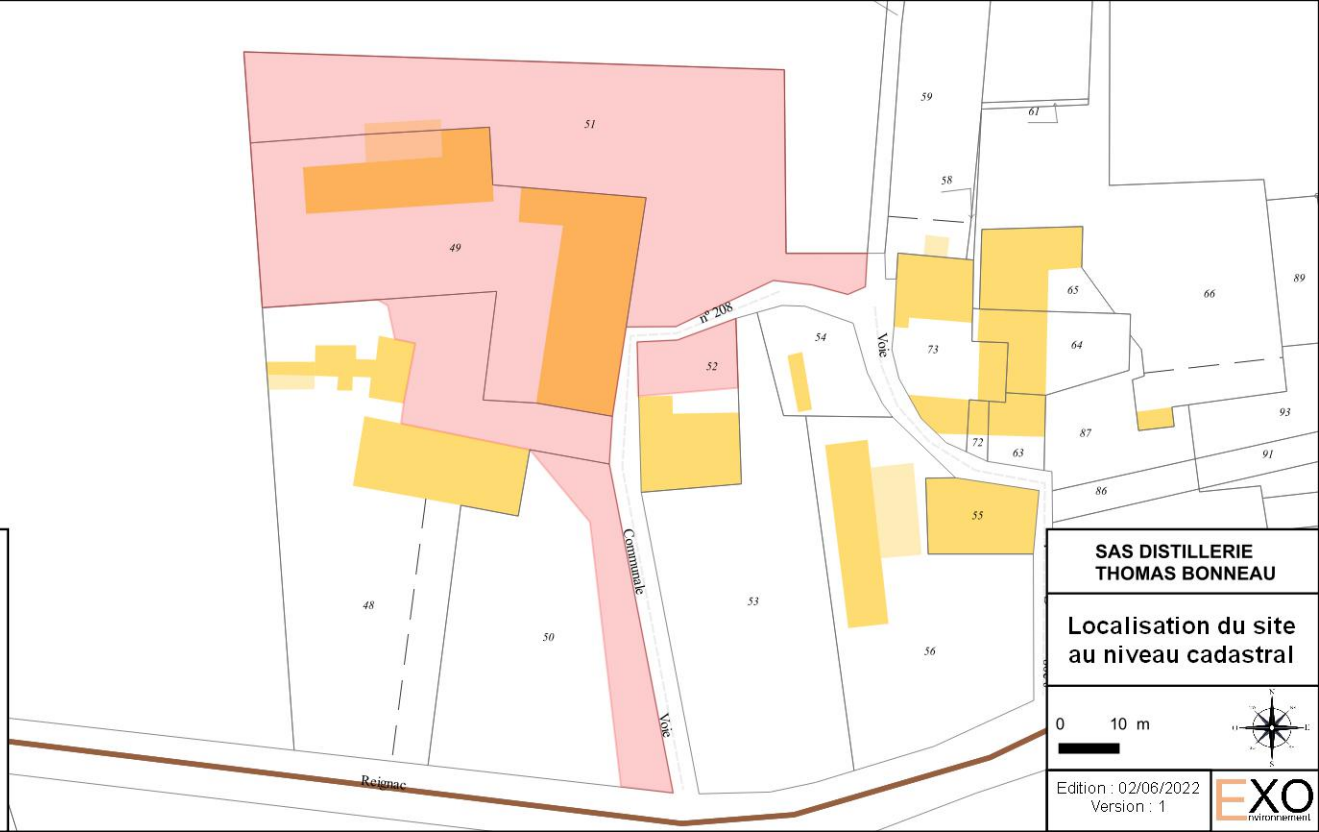 59
61
51
58
49
65
66
89
n° 208
54
Voie
73
64
52
93
87
72
63
91
86
55
Communale
48
53
50
56
Voie
Reignac
SAS DISTILLERIE
THOMAS BONNEAU
Localisation du site
au niveau cadastral
0 10 m
N
O E
S
Edition : 02/06/2022
Version : 1
EXO
nvironnement